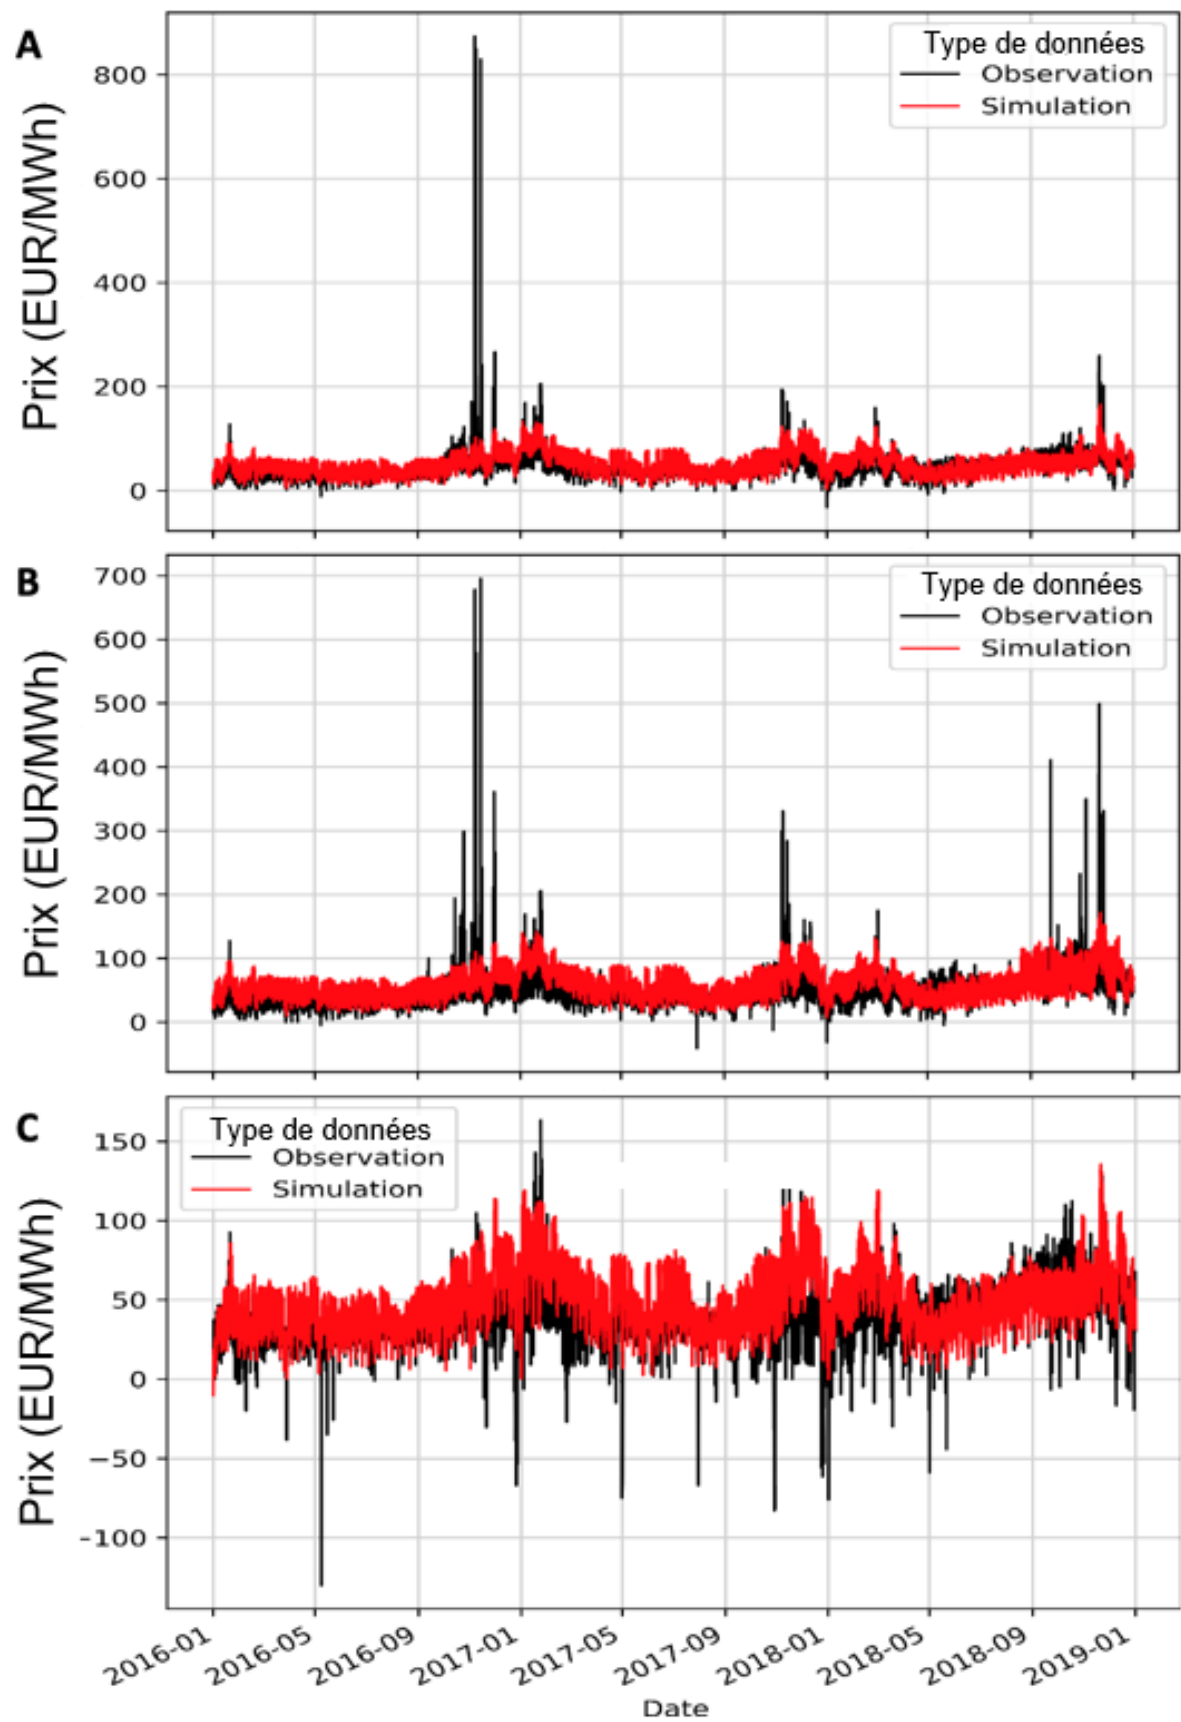 A
Prix (EUR/MWh)
800
600
400
200
0
Type de données
Observation
Simulation
B
Prix (EUR/MWh)
700
600
500
400
300
200
100
0
Type de données
Observation
Simulation
C
Prix (EUR/MWh)
150
100
50
0
−50
-100
Type de données
Observation
Simulation
2016-01
2016-05
2016-09
2017-01
2017-05
2017-09
2018-01
2018-05
2018-09
2019-01
Date